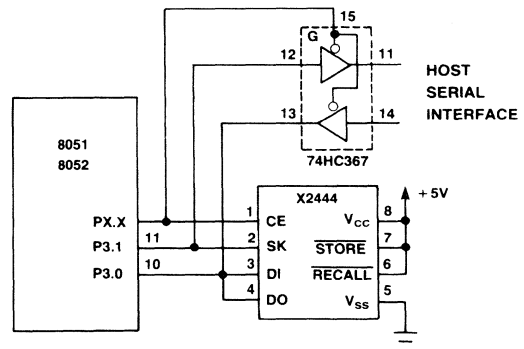 15
G
12
11
HOST
SERIAL
INTERFACE
13
14
74HC367
8051
8052
X2444
+ 5V
PX.X
1
CE
VCC
8
P3.1
11
2
SK
STORE
7
P3.0
10
3
DI
RECALL
6
4
DO
VSS
5